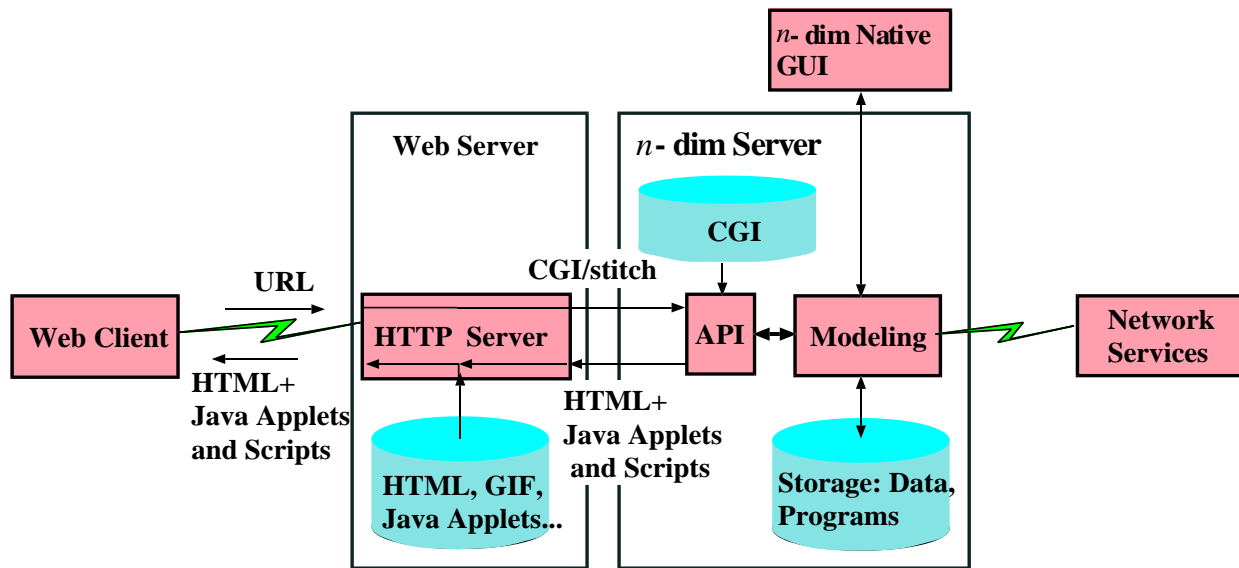 n- dim Native
GUI
Web Server
n- dim Server
CGI
CGI/stitch
URL
Web Client
HTTP Server
API
Modeling
Network
Services
HTML+
Java Applets
and Scripts
HTML+
Java Applets
and Scripts
HTML, GIF,
Java Applets...
Storage: Data,
Programs